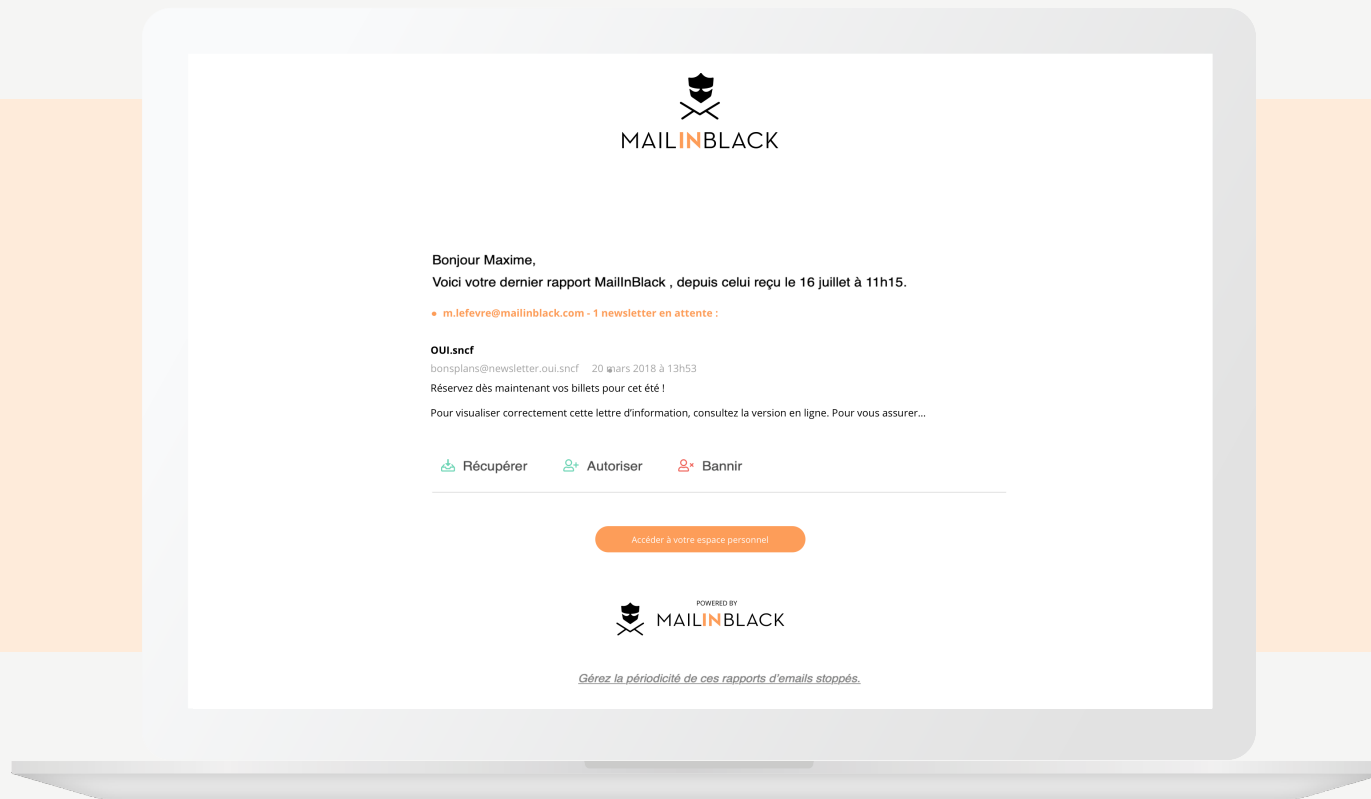 MAILINBLACK
Bonjour Maxime,
Voici votre dernier rapport MailInBlack , depuis celui reçu le 16 juillet à 11h15.
• m.lefevre@mailinblack.com - 1 newsletter en attente :
OUI.sncf
bonsplans@newsletter.oui.sncf 20 mars 2018 à 13h53
Réservez dès maintenant vos billets pour cet été !
Pour visualiser correctement cette lettre d'information, consultez la version en ligne. Pour vous assurer...
Récupérer Autoriser Bannir
Accéder à votre espace personnel
POWERED BY
MAILINBLACK
Gérez la périodicité de ces rapports d'emails stoppés.